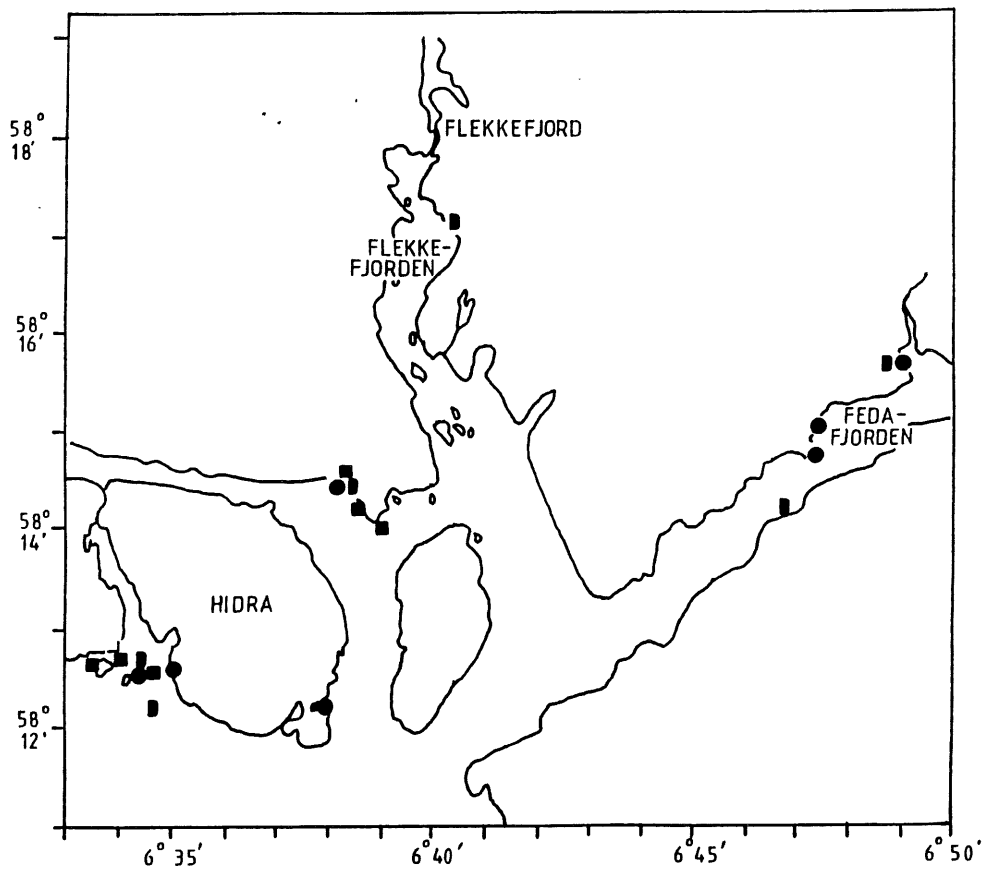 58°
18'
FLEKKEFJORD
FLEKKE-
FJORDEN
58°
16'
FEDA-
FJORDEN
58°
14'
HIDRA
58°
12'
6°35' 6°40' 6°45' 6°50'